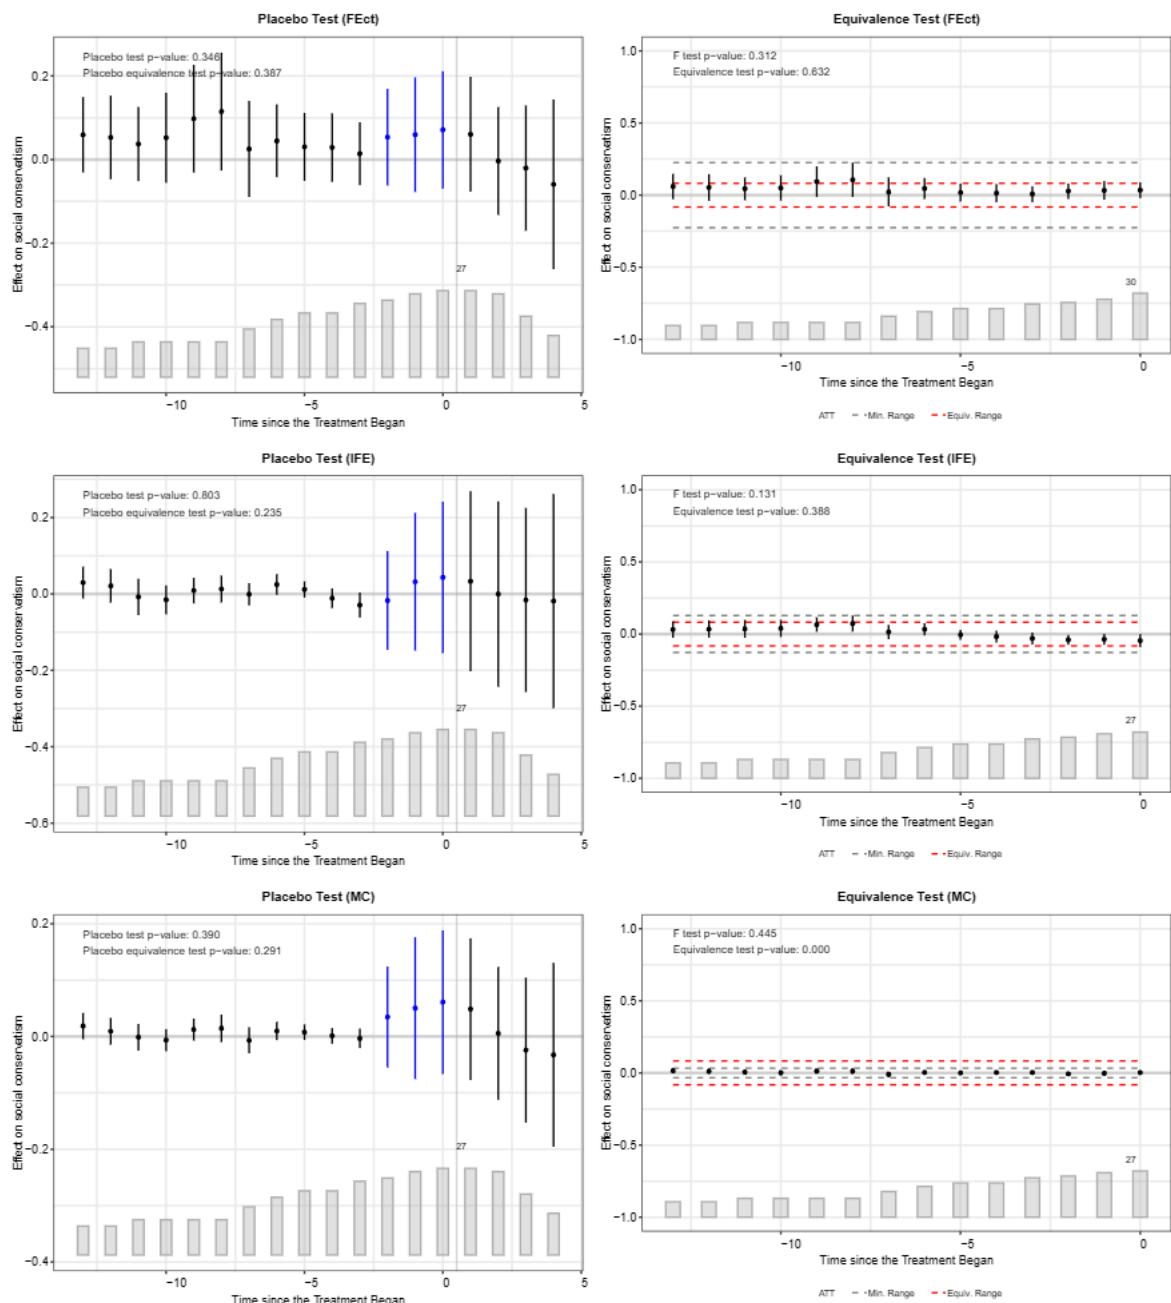 Placebo Test (FEct)
Placebo test p-value: 0.346
Placebo equivalence test p-value: 0.387
Effect on social conservatism
0.2
0.0
-0.2
-0.4
27
-10
-5
0
5
Time since the Treatment Began
Equivalence Test (FEct)
F test p-value: 0.312
Equivalence test p-value: 0.632
Effect on social conservatism
1.0
0.5
0.0
-0.5
-1.0
30
-10
-5
0
Time since the Treatment Began
ATT Min. Range Equiv. Range
Placebo Test (IFE)
Placebo test p-value: 0.803
Placebo equivalence test p-value: 0.235
Effect on social conservatism
0.2
0.0
-0.2
-0.4
-0.6
27
-10
-5
0
5
Time since the Treatment Began
Equivalence Test (IFE)
F test p-value: 0.131
Equivalence test p-value: 0.388
Effect on social conservatism
1.0
0.5
0.0
-0.5
-1.0
27
-10
-5
0
Time since the Treatment Began
ATT Min. Range Equiv. Range
Placebo Test (MC)
Placebo test p-value: 0.390
Placebo equivalence test p-value: 0.291
Effect on social conservatism
0.2
0.0
-0.2
-0.4
27
-10
-5
0
5
Time since the Treatment Began
Equivalence Test (MC)
F test p-value: 0.445
Equivalence test p-value: 0.000
Effect on social conservatism
1.0
0.5
0.0
-0.5
-1.0
27
-10
-5
0
Time since the Treatment Began
ATT Min. Range Equiv. Range